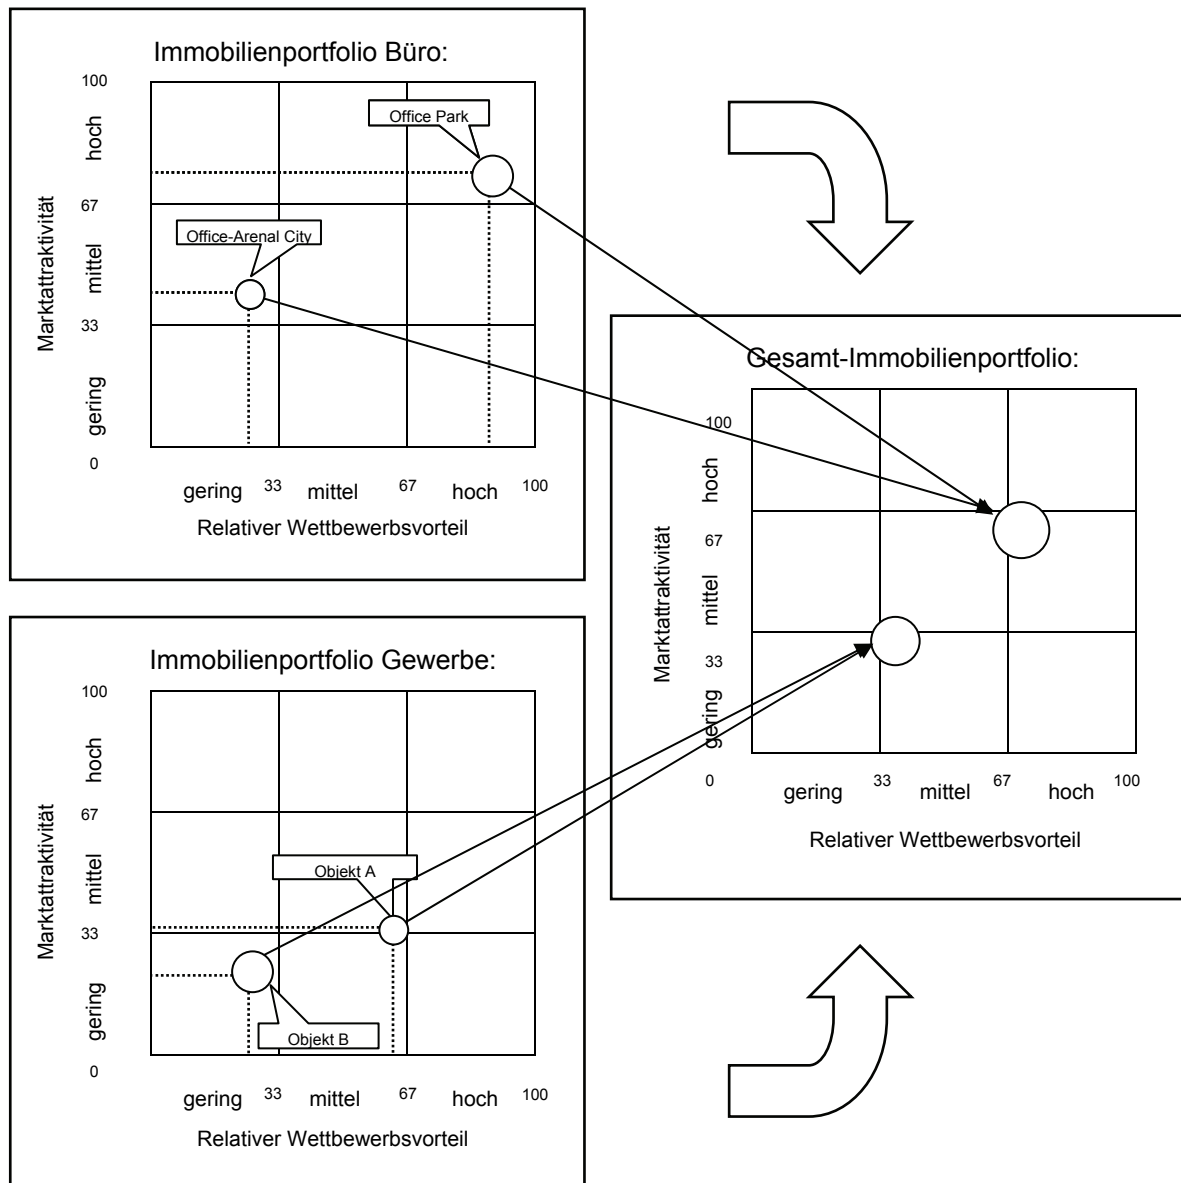 Immobilienportfolio Büro:
100
hoch
Office Park
Marktattraktivität
67
Office-Arenal City
mittel
33
gering
0
gering 33 mittel 67 hoch 100
Relativer Wettbewerbsvorteil
Gesamt-Immobilienportfolio:
100
hoch
Marktattraktivität
67
mittel
33
gering
0
gering 33 mittel 67 hoch 100
Relativer Wettbewerbsvorteil
Immobilienportfolio Gewerbe:
100
hoch
Marktattraktivität
67
mittel
Objekt A
33
gering
Objekt B
0
gering 33 mittel 67 hoch 100
Relativer Wettbewerbsvorteil